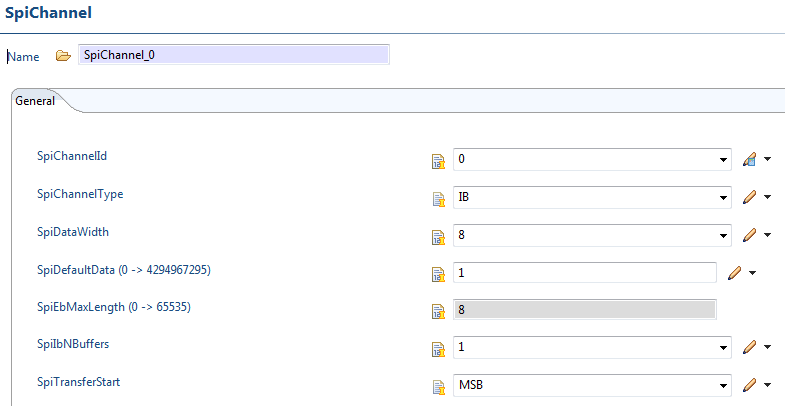 SpiChannel
Name SpiChannel_0
General
SpiChannelId 0
SpiChannelType IB
SpiDataWidth 8
SpiDefaultData (0 -> 4294967295) 1
SpiEbMaxLength (0 -> 65535) 8
SpiIbNBuffers 1
SpiTransferStart MSB